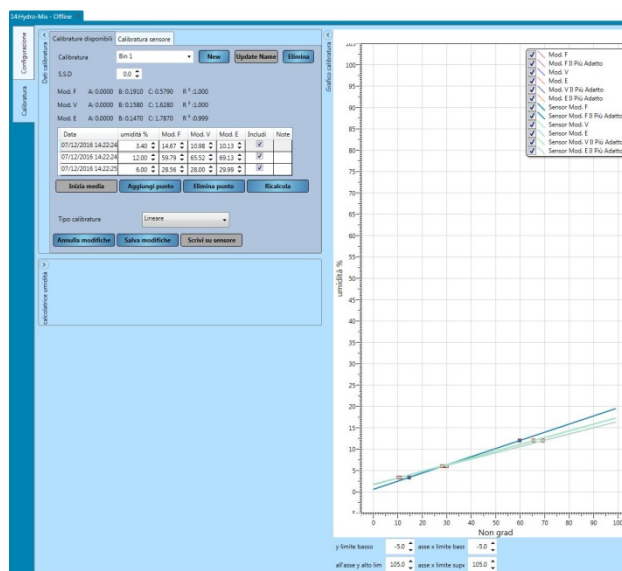 14:Hydro-Mix - Offline
Configurazione
Calibratura
Dati calibratura
Calibrature disponibili
Calibratura sensore
Calibratura
Bin 1
New
Update Name
Elimina
S.S.D
0.0
Mod. F A: 0.0000 B: 0.1910 C: 0.5790 R ² :1.000
Mod. V A: 0.0000 B: 0.1580 C: 1.6280 R ² :1.000
Mod. E A: 0.0000 B: 0.1470 C: 1.7870 R ² :0.999
Data umidità % Mod. F Mod. V Mod. E Includi Note
07/12/2016 14:22:24 3.40 14.67 10.98 10.13
07/12/2016 14:22:24 12.00 59.79 65.52 69.13
07/12/2016 14:22:25 6.00 28.56 28.00 29.99
Inizia media
Aggiungi punto
Elimina punto
Ricalcola
Tipo calibratura
Lineare
Annulla modifiche
Salva modifiche
Scrivi su sensore
calcolatrice umidità
Grafico calibratura
Mod. F
Mod. F Il Più Adatto
Mod. V
Mod. E
Mod. V Il Più Adatto
Mod. E Il Più Adatto
Sensor Mod. F
Sensor Mod. F Il Più Adatto
Sensor Mod. V
Sensor Mod. E
Sensor Mod. V Il Più Adatto
Sensor Mod. E Il Più Adatto
umidità %
100
95
90
85
80
75
70
65
60
55
50
45
40
35
30
25
20
15
10
5
0
0 10 20 30 40 50 60 70 80 90 100
Non grad
y limite basso -5.0 asse x limite bass -5.0
all'asse y alto lim 105.0 asse x limite supx 105.0